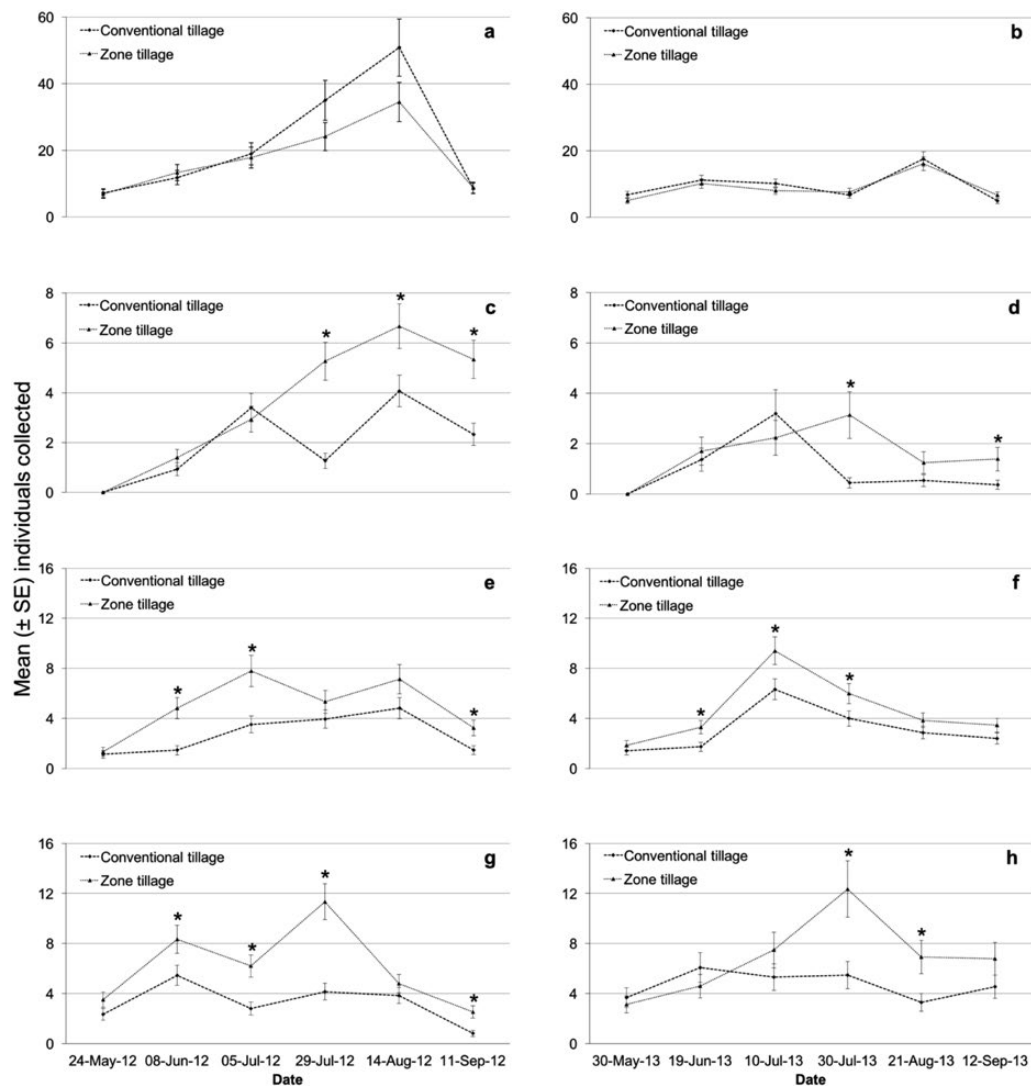 Mean (± SE) individuals collected
60
40
20
0
Conventional tillage
Zone tillage
a
60
40
20
0
Conventional tillage
Zone tillage
b
8
6
4
2
0
Conventional tillage
Zone tillage
c
*
*
*
8
6
4
2
0
Conventional tillage
Zone tillage
d
*
*
16
12
8
4
0
Conventional tillage
Zone tillage
e
*
*
*
16
12
8
4
0
Conventional tillage
Zone tillage
f
*
*
*
16
12
8
4
0
Conventional tillage
Zone tillage
g
*
*
*
*
24-May-12 08-Jun-12 05-Jul-12 29-Jul-12 14-Aug-12 11-Sep-12
Date
16
12
8
4
0
Conventional tillage
Zone tillage
h
*
*
30-May-13 19-Jun-13 10-Jul-13 30-Jul-13 21-Aug-13 12-Sep-13
Date